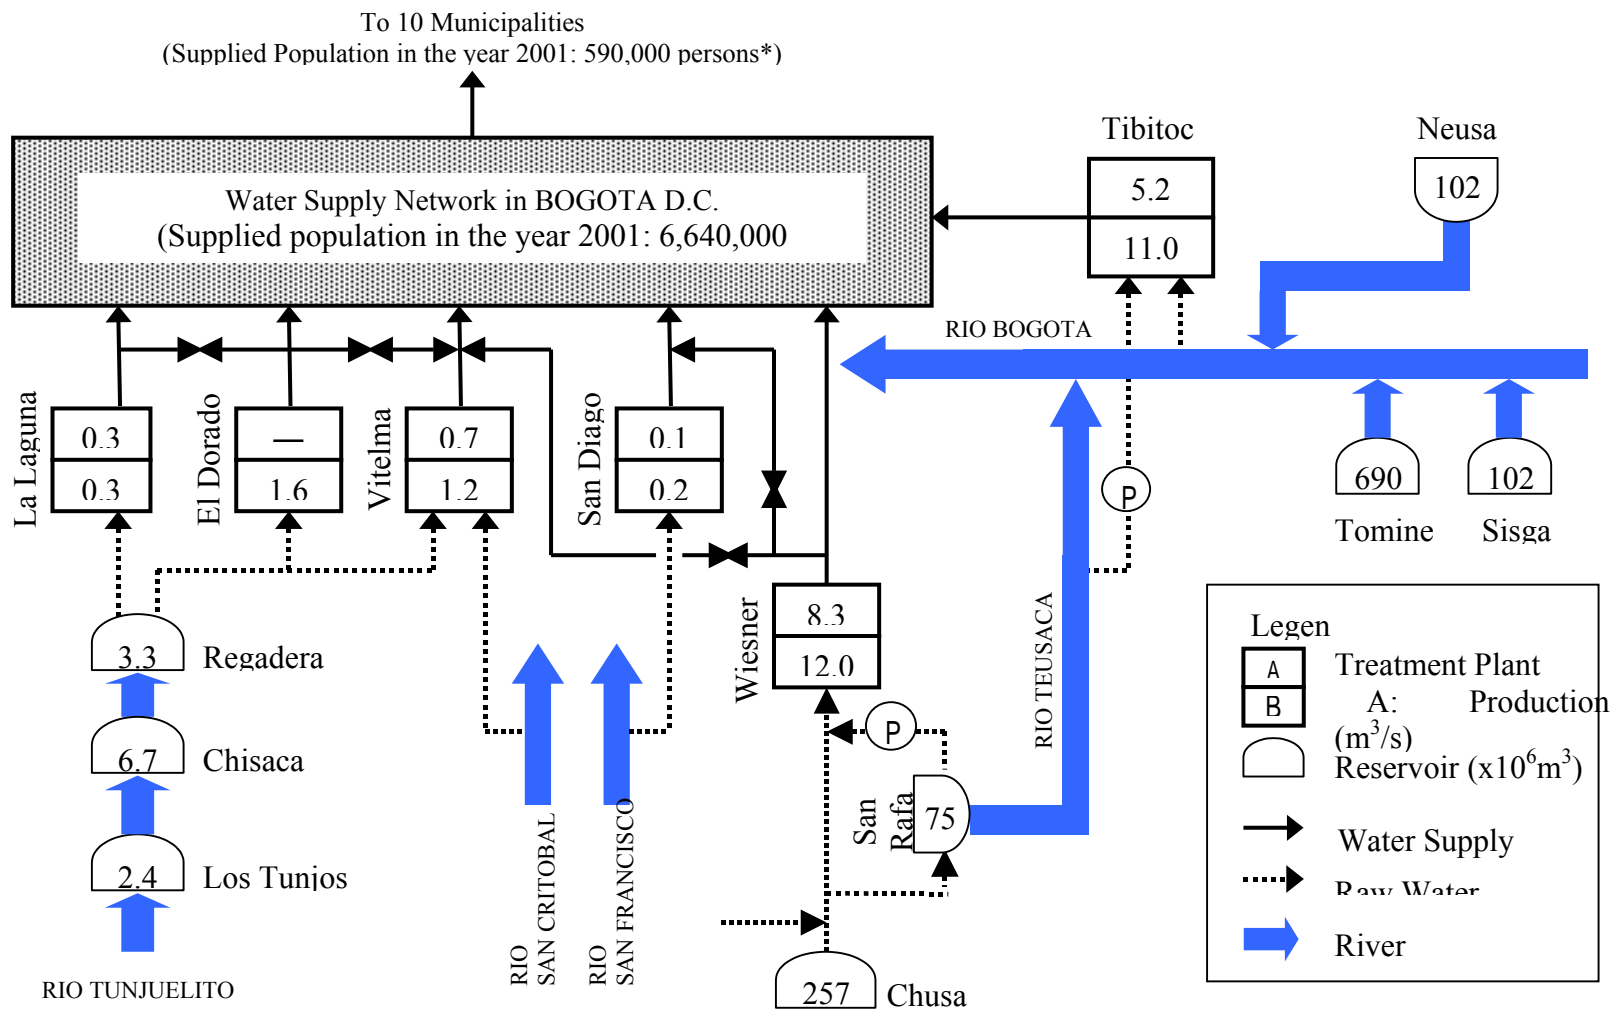 To 10 Municipalities
(Supplied Population in the year 2001: 590,000 persons*)
Water Supply Network in BOGOTA D.C.
(Supplied population in the year 2001: 6,640,000
Tibitoc
5.2
11.0
Neusa
102
RIO BOGOTA
690
Tomine
102
Sisga
La Laguna
0.3
0.3
El Dorado
—
1.6
Vitelma
0.7
1.2
San Diago
0.1
0.2
P
Wiesner
8.3
12.0
RIO TEUSACA
3.3
Regadera
6.7
Chisaca
2.4
Los Tunjos
RIO TUNJUELITO
RIO
SAN CRITOBAL
RIO
SAN FRANCISCO
P
San
Rafa
75
257
Chusa
Legen
A
B
Treatment Plant
A: Production
(m³/s)
Reservoir (x10⁶m³)
Water Supply
Raw Water
River